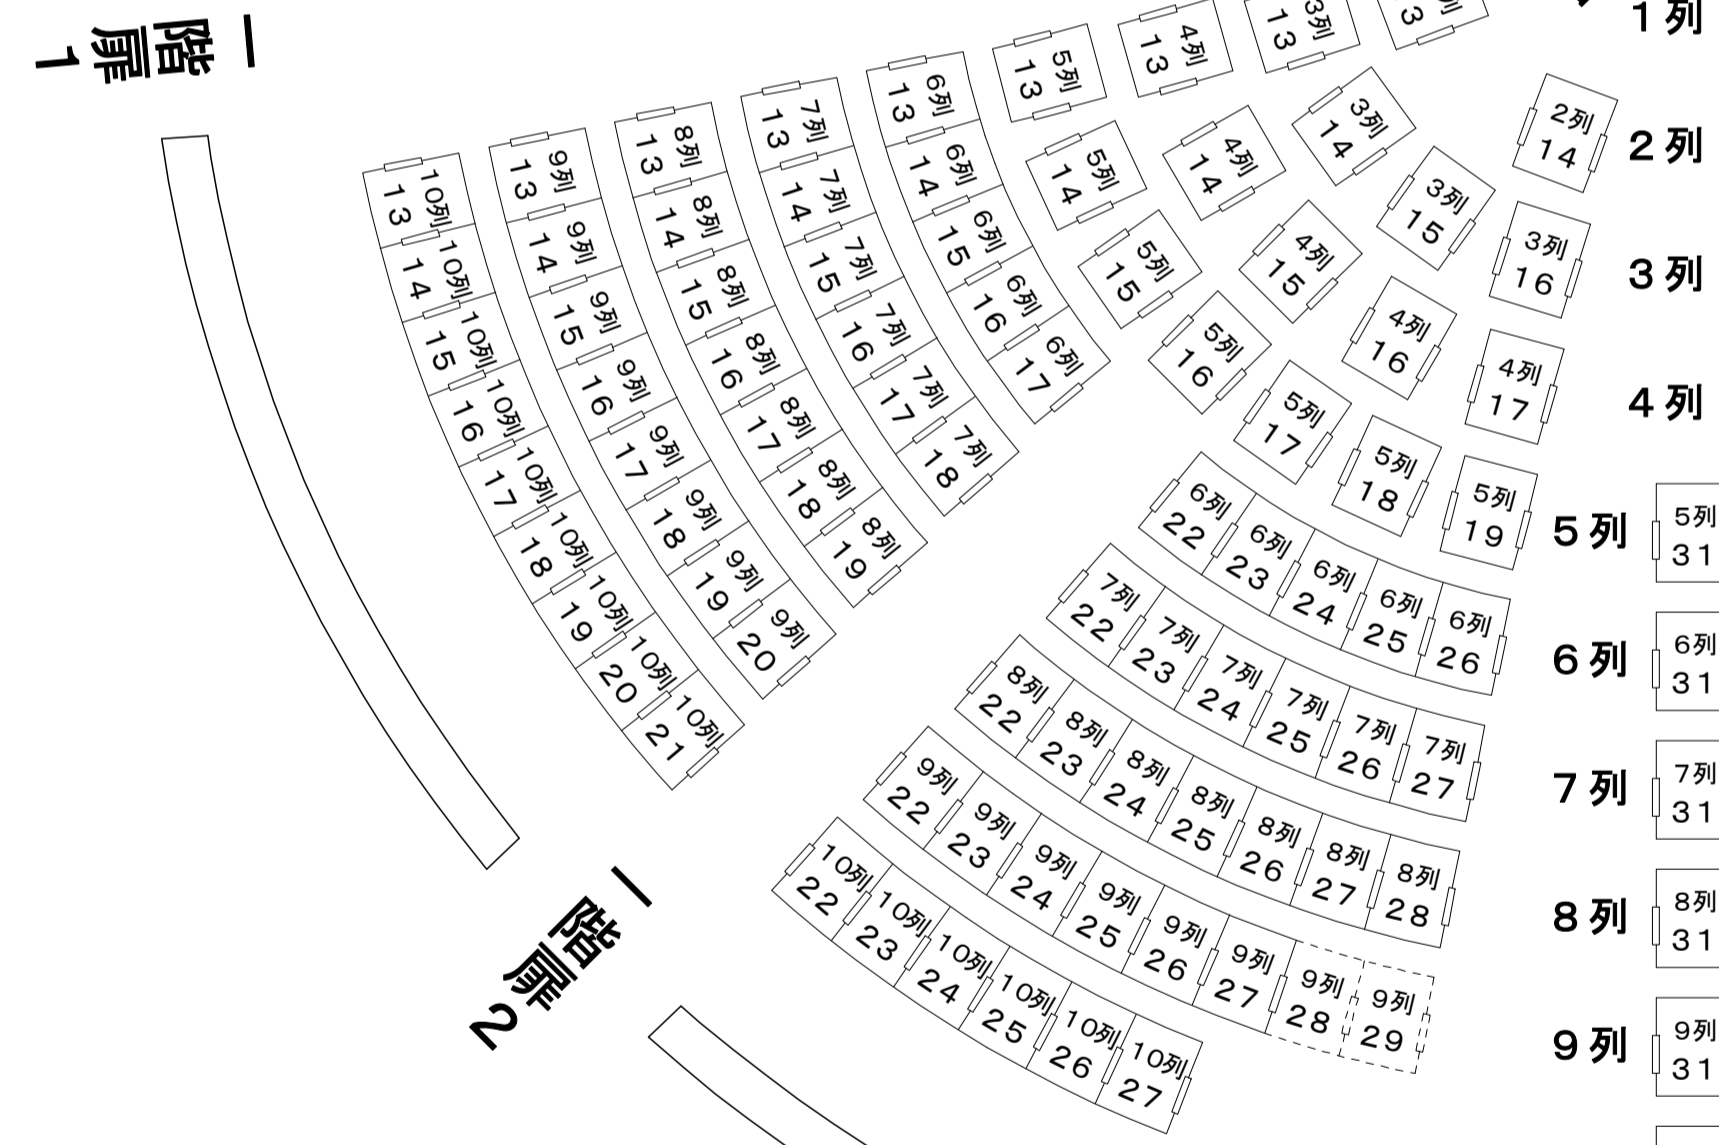 一階扉1
一階扉2
1列
2列
3列
4列
5列
6列
7列
8列
9列
10列 13
10列 14
10列 15
10列 16
10列 17
10列 18
10列 19
10列 20
10列 21
9列 13
9列 14
9列 15
9列 16
9列 17
9列 18
9列 19
9列 20
8列 13
8列 14
8列 15
8列 16
8列 17
8列 18
8列 19
7列 13
7列 14
7列 15
7列 16
7列 17
7列 18
6列 13
6列 14
6列 15
6列 16
6列 17
5列 13
5列 14
5列 15
5列 16
5列 17
5列 18
5列 19
4列 13
4列 14
4列 15
4列 16
4列 17
3列 13
3列 14
3列 15
3列 16
列 13
2列 14
6列 22
6列 23
6列 24
6列 25
6列 26
7列 22
7列 23
7列 24
7列 25
7列 26
7列 27
8列 22
8列 23
8列 24
8列 25
8列 26
8列 27
8列 28
9列 22
9列 23
9列 24
9列 25
9列 26
9列 27
9列 28
9列 29
10列 22
10列 23
10列 24
10列 25
10列 26
10列 27
5列 31
6列 31
7列 31
8列 31
9列 31